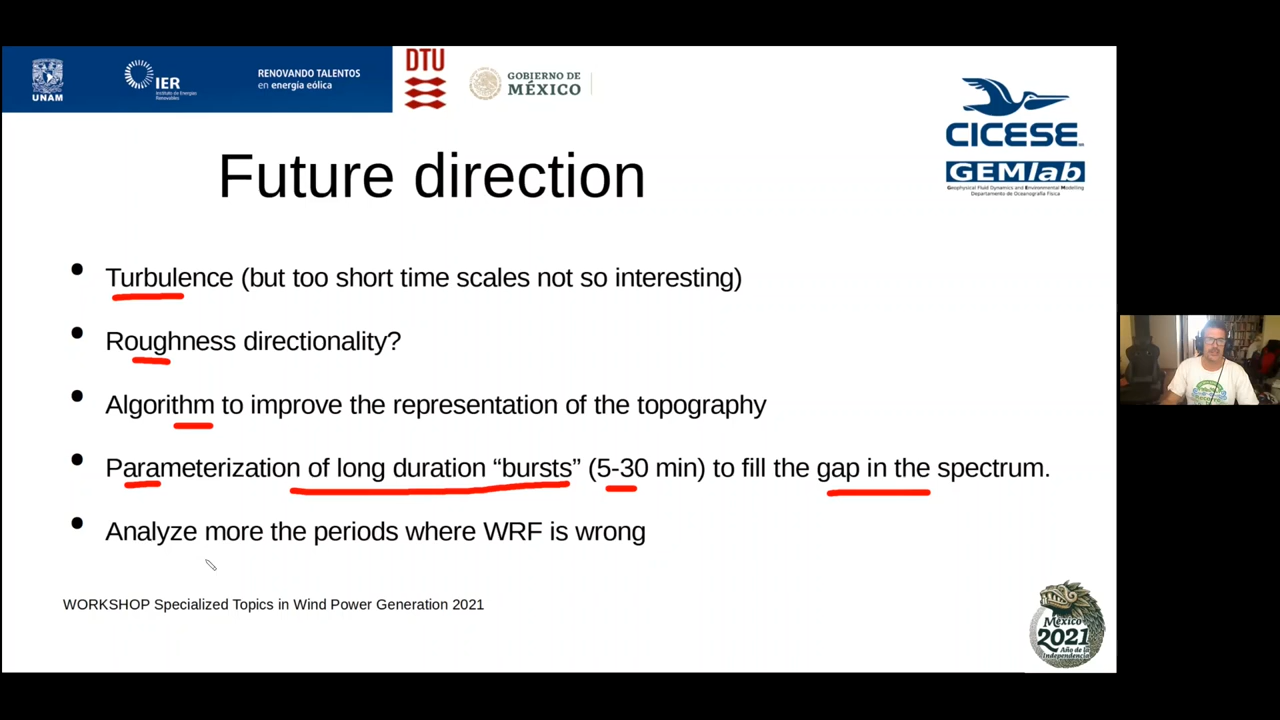 UNAM
IER
Instituto de Energías
Renovables
RENOVANDO TALENTOS
en energía eólica
DTU
GOBIERNO DE
MÉXICO
CICESE
GEMlab
Geophysical Fluid Dynamics and Environmental Modelling
Departamento de Oceanografía Física
Future direction
• Turbulence (but too short time scales not so interesting)
• Roughness directionality?
• Algorithm to improve the representation of the topography
• Parameterization of long duration “bursts” (5-30 min) to fill the gap in the spectrum.
• Analyze more the periods where WRF is wrong
WORKSHOP Specialized Topics in Wind Power Generation 2021
México
2021
Año de la
Independencia